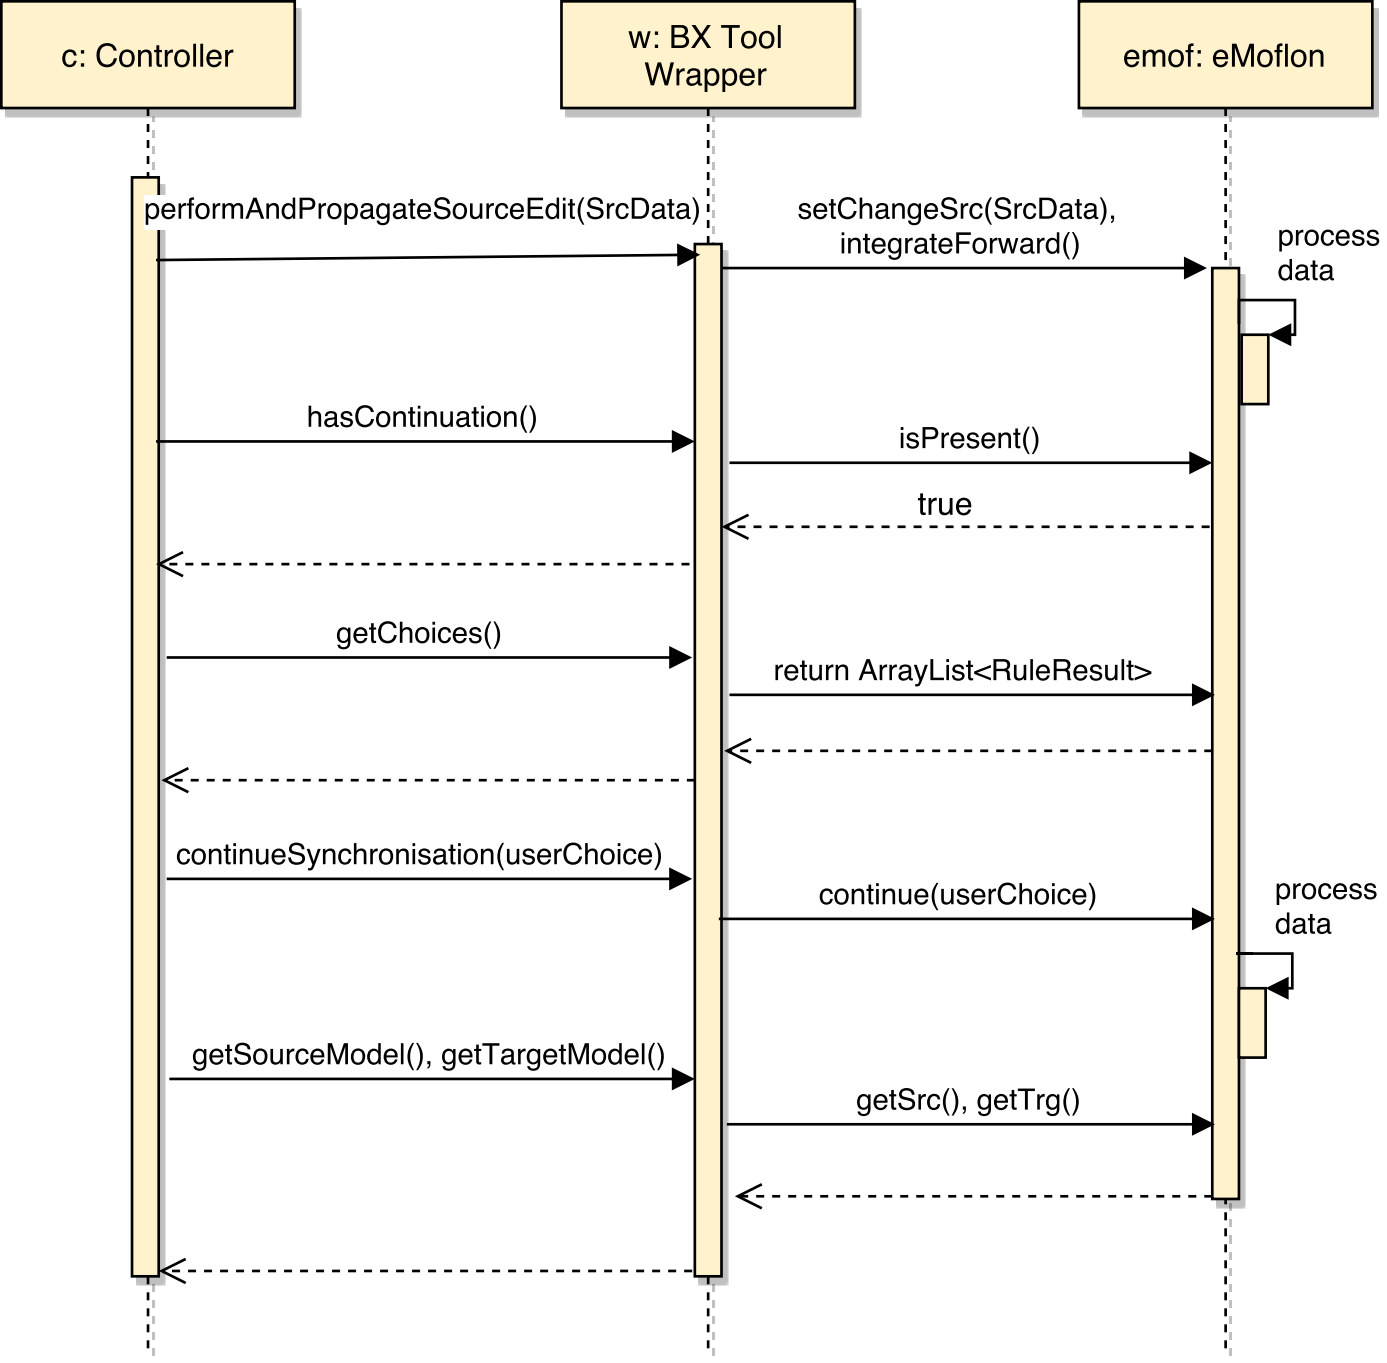 c: Controller
w: BX Tool
Wrapper
emof: eMoflon
performAndPropagateSourceEdit(SrcData)
setChangeSrc(SrcData),
integrateForward()
process
data
hasContinuation()
isPresent()
true
getChoices()
return ArrayList<RuleResult>
continueSynchronisation(userChoice)
continue(userChoice)
process
data
getSourceModel(), getTargetModel()
getSrc(), getTrg()